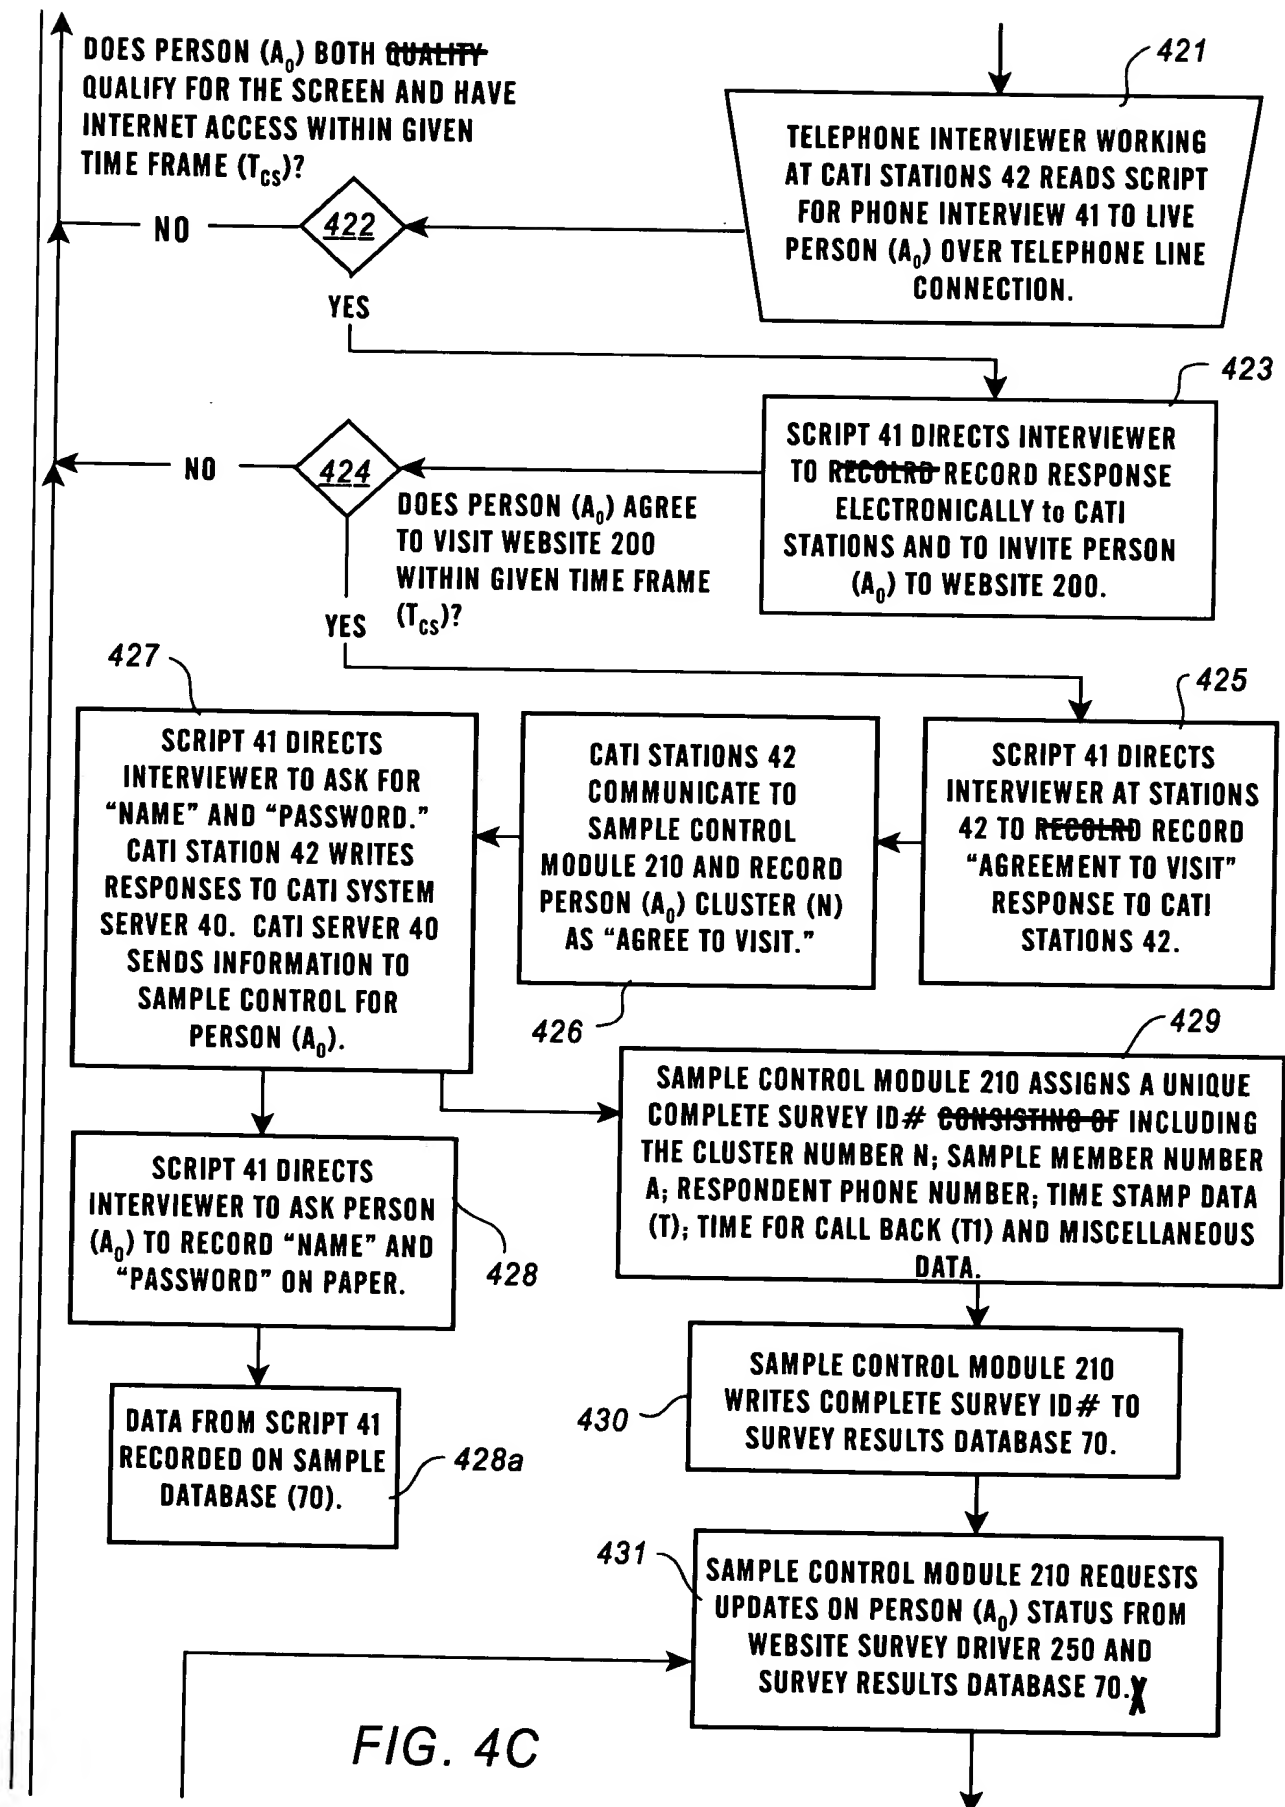 DOES PERSON (A0) BOTH QUALITY
QUALIFY FOR THE SCREEN AND HAVE
INTERNET ACCESS WITHIN GIVEN
TIME FRAME (TCS)?
421
TELEPHONE INTERVIEWER WORKING
AT CATI STATIONS 42 READS SCRIPT
FOR PHONE INTERVIEW 41 TO LIVE
PERSON (A0) OVER TELEPHONE LINE
CONNECTION.
422
NO
YES
423
SCRIPT 41 DIRECTS INTERVIEWER
TO RECOLRD RECORD RESPONSE
ELECTRONICALLY to CATI
STATIONS AND TO INVITE PERSON
(A0) TO WEBSITE 200.
424
NO
DOES PERSON (A0) AGREE
TO VISIT WEBSITE 200
WITHIN GIVEN TIME FRAME
(TCS)?
YES
425
SCRIPT 41 DIRECTS
INTERVIEWER AT STATIONS
42 TO RECOLRD RECORD
“AGREEMENT TO VISIT”
RESPONSE TO CATI
STATIONS 42.
CATI STATIONS 42
COMMUNICATE TO
SAMPLE CONTROL
MODULE 210 AND RECORD
PERSON (A0) CLUSTER (N)
AS “AGREE TO VISIT.”
426
427
SCRIPT 41 DIRECTS
INTERVIEWER TO ASK FOR
“NAME” AND “PASSWORD.”
CATI STATION 42 WRITES
RESPONSES TO CATI SYSTEM
SERVER 40. CATI SERVER 40
SENDS INFORMATION TO
SAMPLE CONTROL FOR
PERSON (A0).
SCRIPT 41 DIRECTS
INTERVIEWER TO ASK PERSON
(A0) TO RECORD “NAME” AND
“PASSWORD” ON PAPER.
428
DATA FROM SCRIPT 41
RECORDED ON SAMPLE
DATABASE (70).
428a
429
SAMPLE CONTROL MODULE 210 ASSIGNS A UNIQUE
COMPLETE SURVEY ID# CONSISTING OF INCLUDING
THE CLUSTER NUMBER N; SAMPLE MEMBER NUMBER
A; RESPONDENT PHONE NUMBER; TIME STAMP DATA
(T); TIME FOR CALL BACK (T1) AND MISCELLANEOUS
DATA.
430
SAMPLE CONTROL MODULE 210
WRITES COMPLETE SURVEY ID# TO
SURVEY RESULTS DATABASE 70.
431
SAMPLE CONTROL MODULE 210 REQUESTS
UPDATES ON PERSON (A0) STATUS FROM
WEBSITE SURVEY DRIVER 250 AND
SURVEY RESULTS DATABASE 70.
FIG. 4C